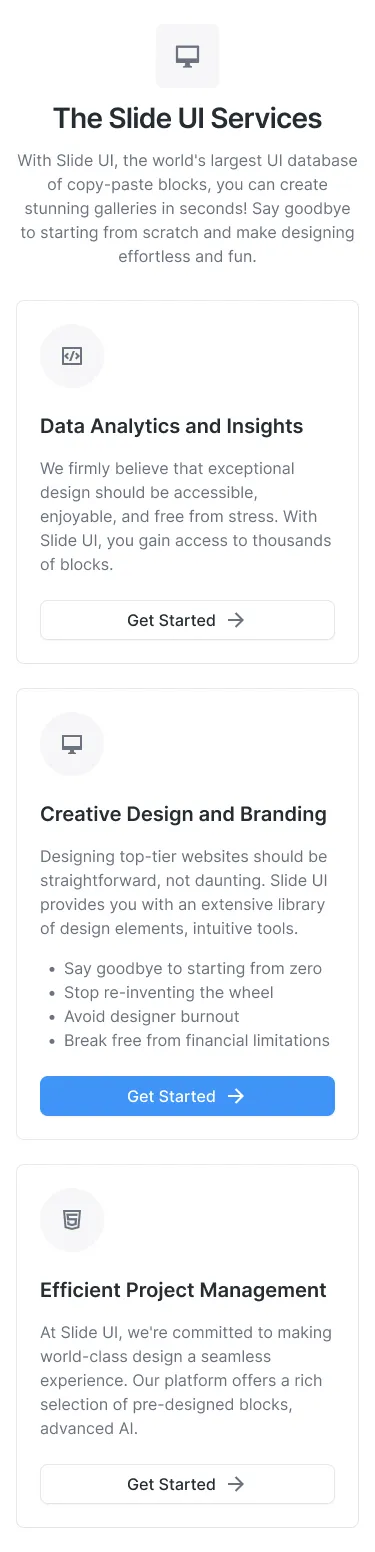 The Slide UI Services
With Slide UI, the world's largest UI database
of copy-paste blocks, you can create
stunning galleries in seconds! Say goodbye
to starting from scratch and make designing
effortless and fun.
Data Analytics and Insights
We firmly believe that exceptional
design should be accessible,
enjoyable, and free from stress. With
Slide UI, you gain access to thousands
of blocks.
Get Started
Creative Design and Branding
Designing top-tier websites should be
straightforward, not daunting. Slide UI
provides you with an extensive library
of design elements, intuitive tools.
• Say goodbye to starting from zero
• Stop re-inventing the wheel
• Avoid designer burnout
• Break free from financial limitations
Get Started
Efficient Project Management
At Slide UI, we're committed to making
world-class design a seamless
experience. Our platform offers a rich
selection of pre-designed blocks,
advanced AI.
Get Started